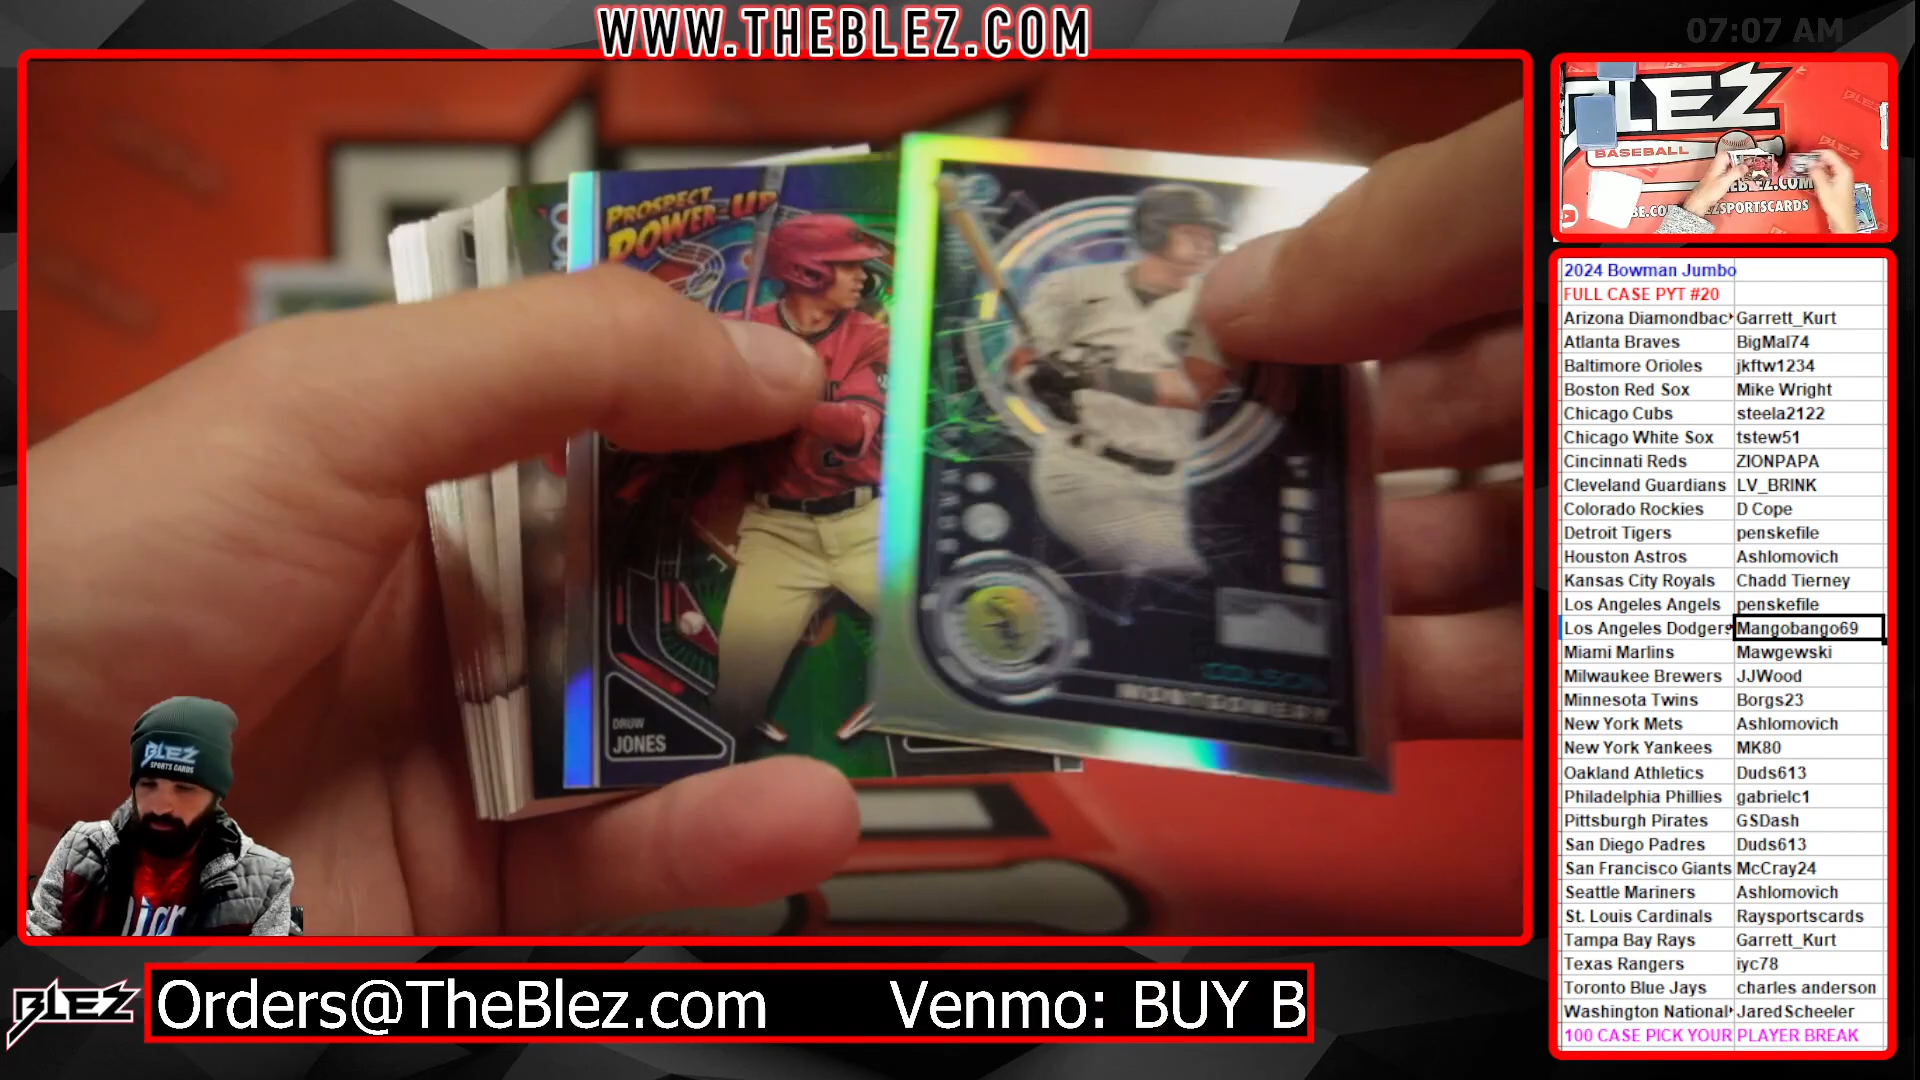 WWW.THEBLEZ.COM
07:07 AM
PROSPECT
POWER-UP
DRUW
JONES
COLSON
MONTGOMERY
BLEZ
SPORTS CARDS
BLEZ
BASEBALL
2024 Bowman Jumbo
FULL CASE PYT #20
Arizona Diamondbac Garrett_Kurt
Atlanta Braves BigMal74
Baltimore Orioles jkftw1234
Boston Red Sox Mike Wright
Chicago Cubs steela2122
Chicago White Sox tstew51
Cincinnati Reds ZIONPAPA
Cleveland Guardians LV_BRINK
Colorado Rockies D Cope
Detroit Tigers penskefile
Houston Astros Ashlomovich
Kansas City Royals Chadd Tierney
Los Angeles Angels penskefile
Los Angeles Dodgers Mangobango69
Miami Marlins Mawgewski
Milwaukee Brewers JJWood
Minnesota Twins Borgs23
New York Mets Ashlomovich
New York Yankees MK80
Oakland Athletics Duds613
Philadelphia Phillies gabrielc1
Pittsburgh Pirates GSDash
San Diego Padres Duds613
San Francisco Giants McCray24
Seattle Mariners Ashlomovich
St. Louis Cardinals Raysportscards
Tampa Bay Rays Garrett_Kurt
Texas Rangers iyc78
Toronto Blue Jays charles anderson
Washington National JaredScheeler
100 CASE PICK YOUR PLAYER BREAK
BLEZ
Orders@TheBlez.com Venmo: BUY B